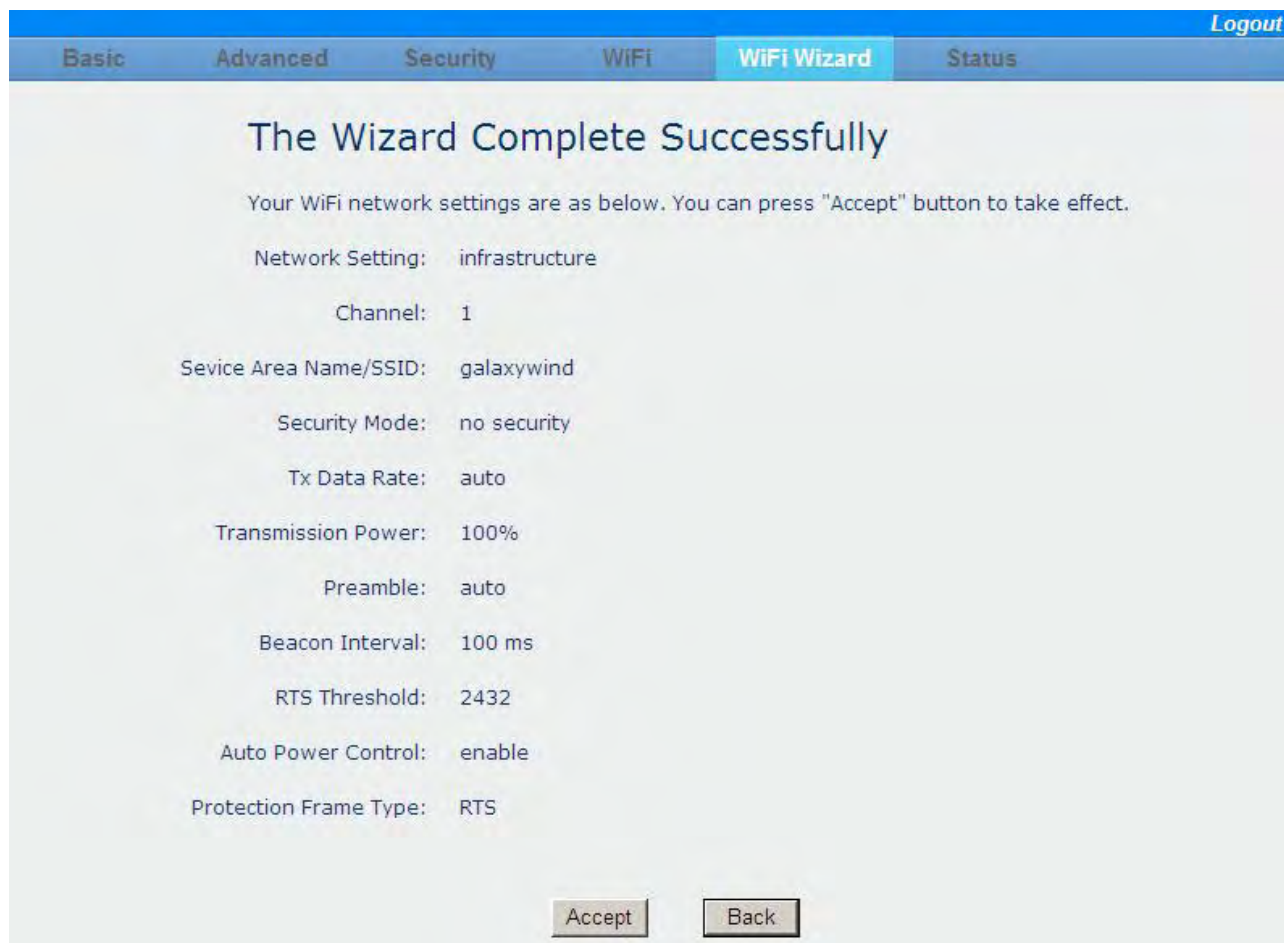 Logout
Basic Advanced Security WiFi WiFi Wizard Status
The Wizard Complete Successfully
Your WiFi network settings are as below. You can press "Accept" button to take effect.
Network Setting: infrastructure
Channel: 1
Sevice Area Name/SSID: galaxywind
Security Mode: no security
Tx Data Rate: auto
Transmission Power: 100%
Preamble: auto
Beacon Interval: 100 ms
RTS Threshold: 2432
Auto Power Control: enable
Protection Frame Type: RTS
Accept Back